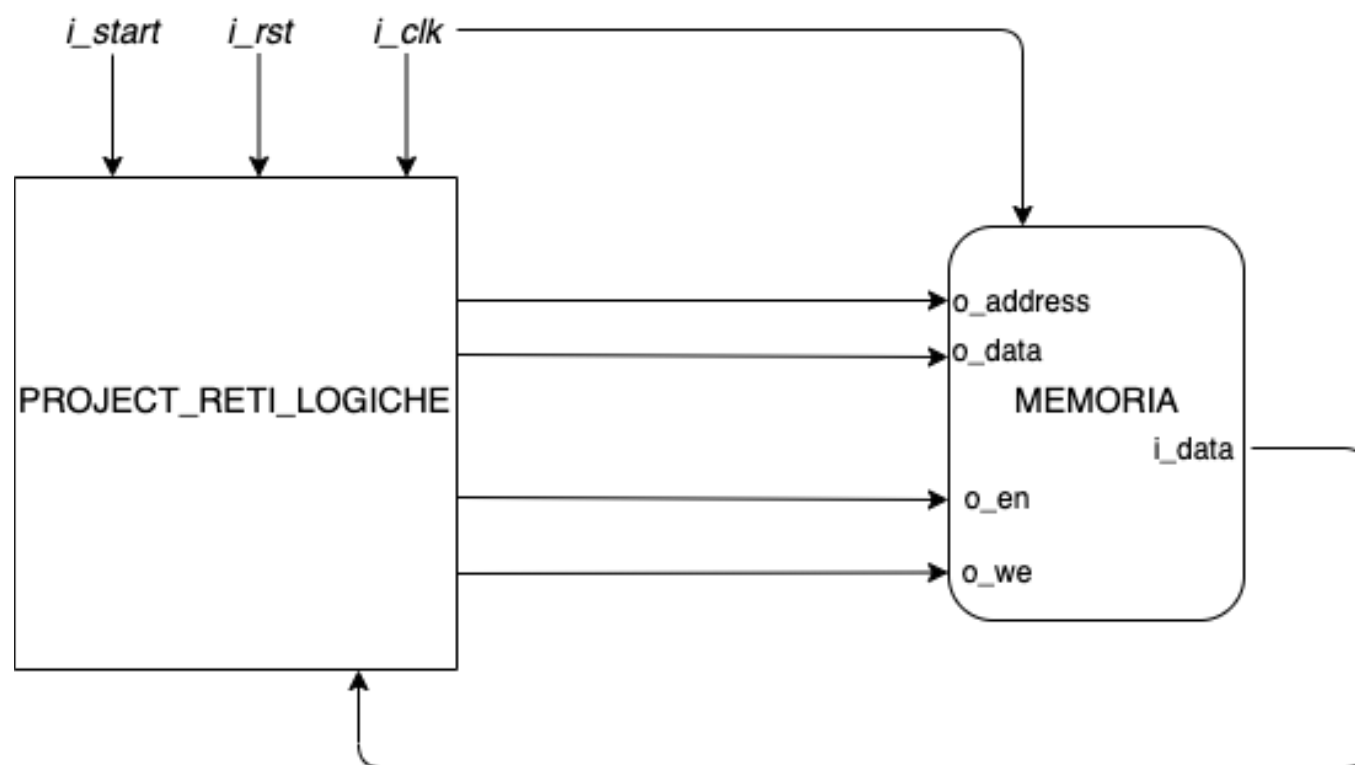 i_start i_rst i_clk
o_address
o_data
PROJECT_RETI_LOGICHE MEMORIA
i_data
o_en
o_we